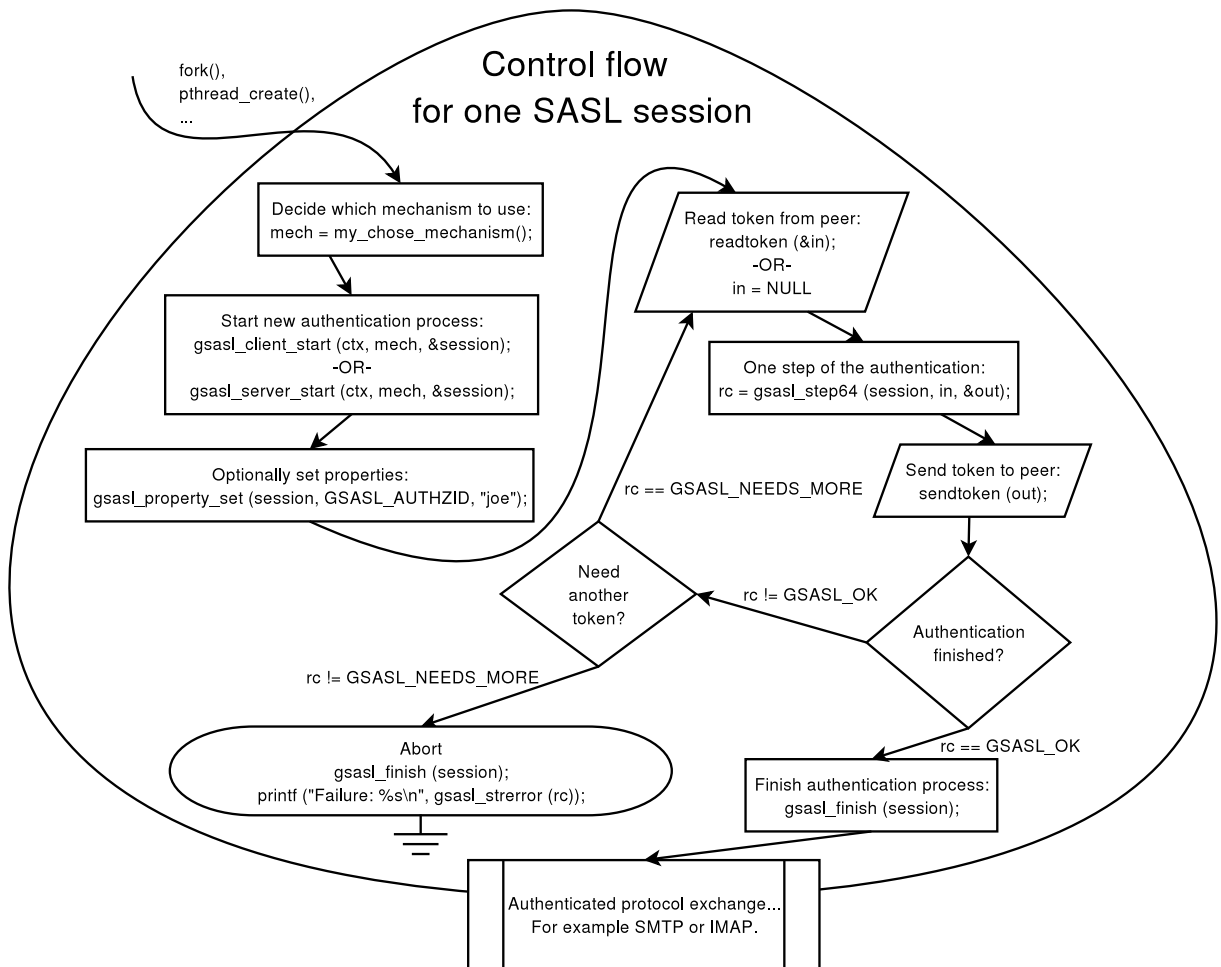 Control flow
for one SASL session
fork(),
pthread_create(),
...
Decide which mechanism to use:
mech = my_chose_mechanism();
Start new authentication process:
gsasl_client_start (ctx, mech, &session);
-OR-
gsasl_server_start (ctx, mech, &session);
Optionally set properties:
gsasl_property_set (session, GSASL_AUTHZID, "joe");
Read token from peer:
readtoken (&in);
-OR-
in = NULL
One step of the authentication:
rc = gsasl_step64 (session, in, &out);
Send token to peer:
sendtoken (out);
Authentication
finished?
rc != GSASL_OK
Need
another
token?
rc == GSASL_NEEDS_MORE
rc != GSASL_NEEDS_MORE
Abort
gsasl_finish (session);
printf ("Failure: %s\n", gsasl_strerror (rc));
rc == GSASL_OK
Finish authentication process:
gsasl_finish (session);
Authenticated protocol exchange...
For example SMTP or IMAP.